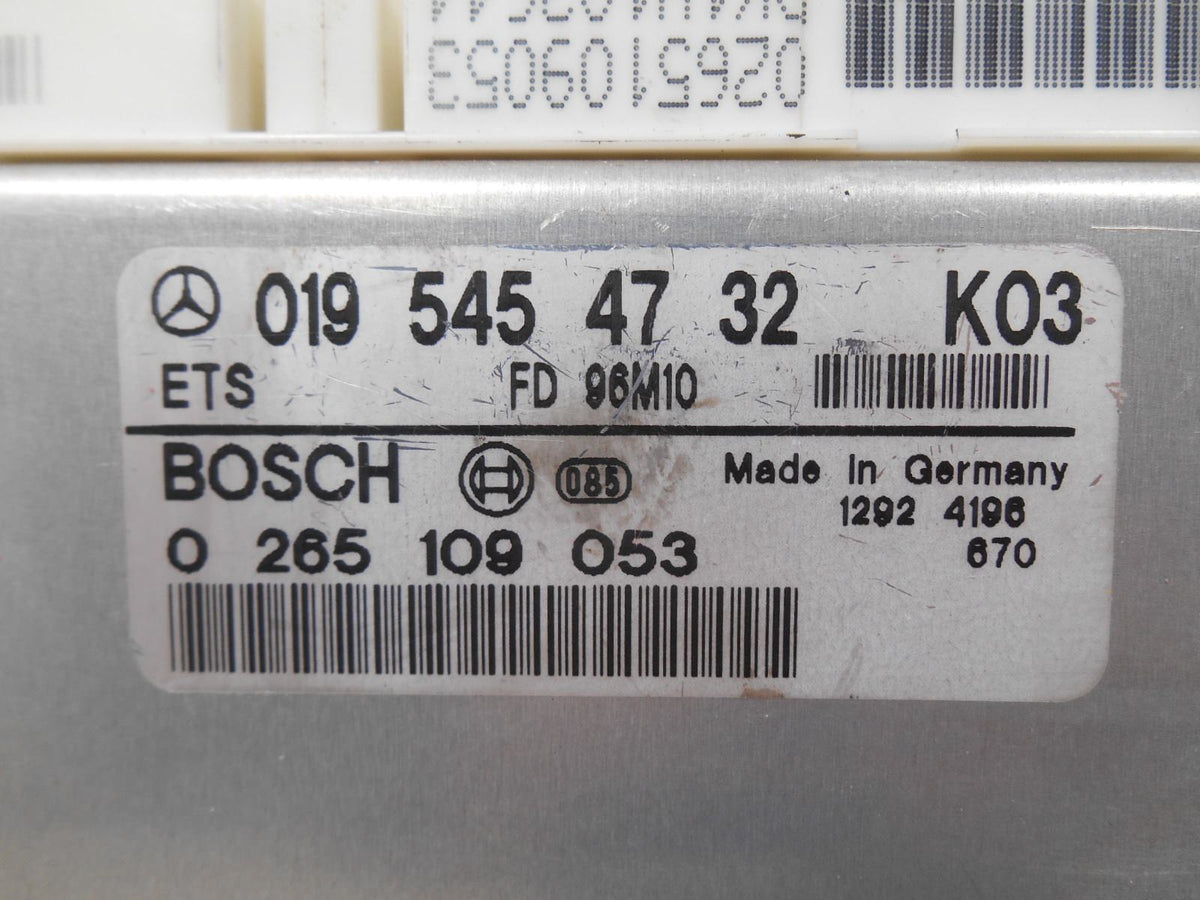 0265109053
019 545 47 32 K03
ETS FD 96M10
BOSCH 085 Made in Germany
1292 4196
0 265 109 053 670